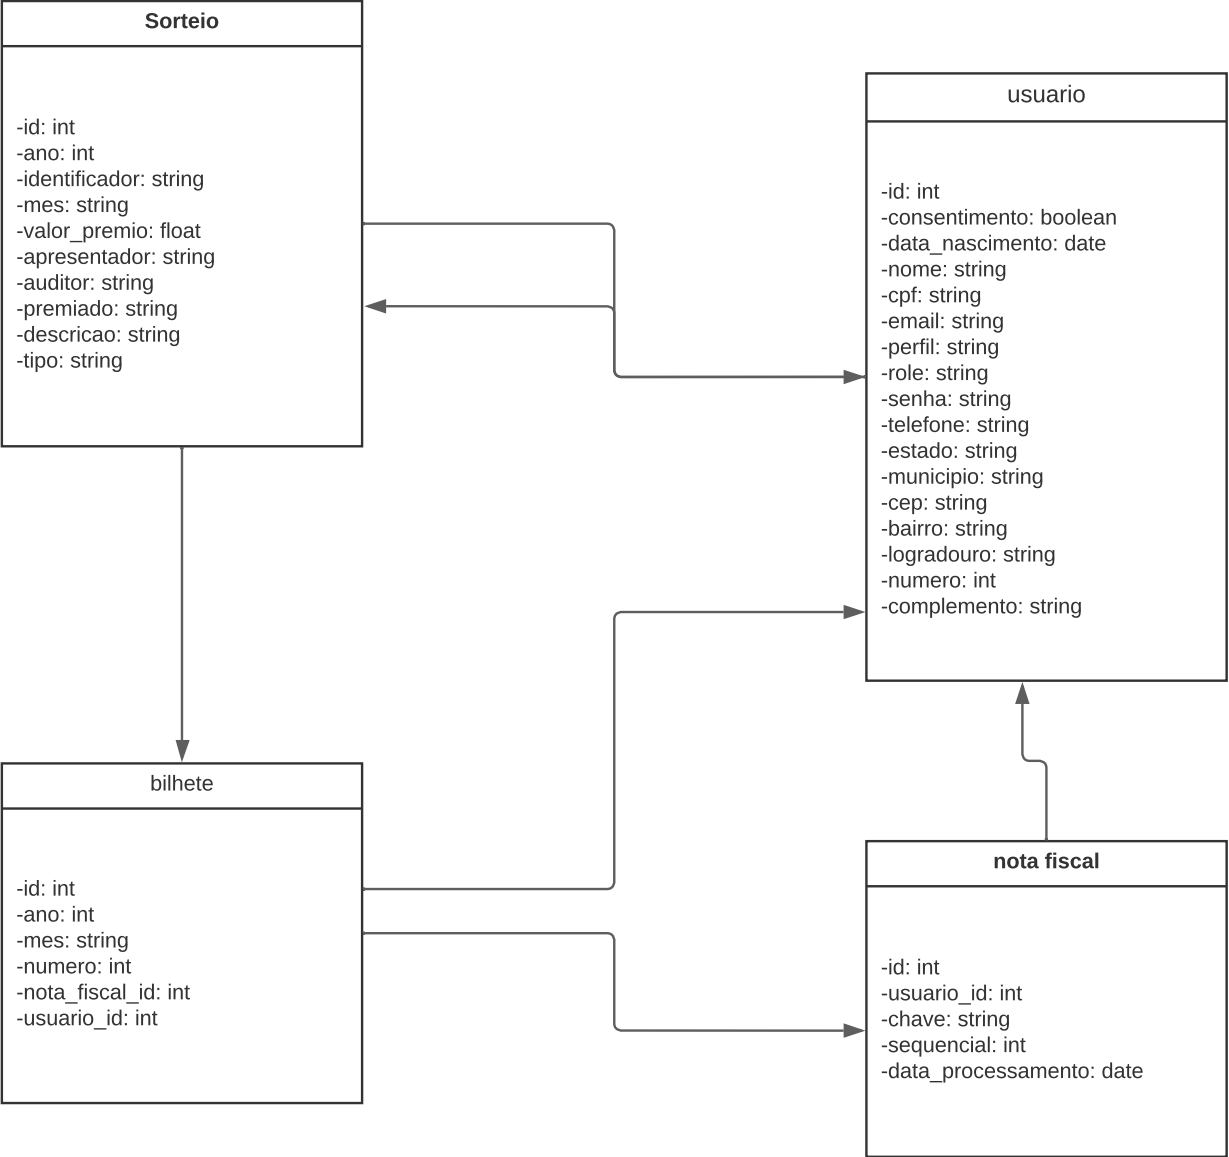 Sorteio
-id: int
-ano: int
-identificador: string
-mes: string
-valor_premio: float
-apresentador: string
-auditor: string
-premiado: string
-descricao: string
-tipo: string
usuario
-id: int
-consentimento: boolean
-data_nascimento: date
-nome: string
-cpf: string
-email: string
-perfil: string
-role: string
-senha: string
-telefone: string
-estado: string
-municipio: string
-cep: string
-bairro: string
-logradouro: string
-numero: int
-complemento: string
bilhete
-id: int
-ano: int
-mes: string
-numero: int
-nota_fiscal_id: int
-usuario_id: int
nota fiscal
-id: int
-usuario_id: int
-chave: string
-sequencial: int
-data_processamento: date